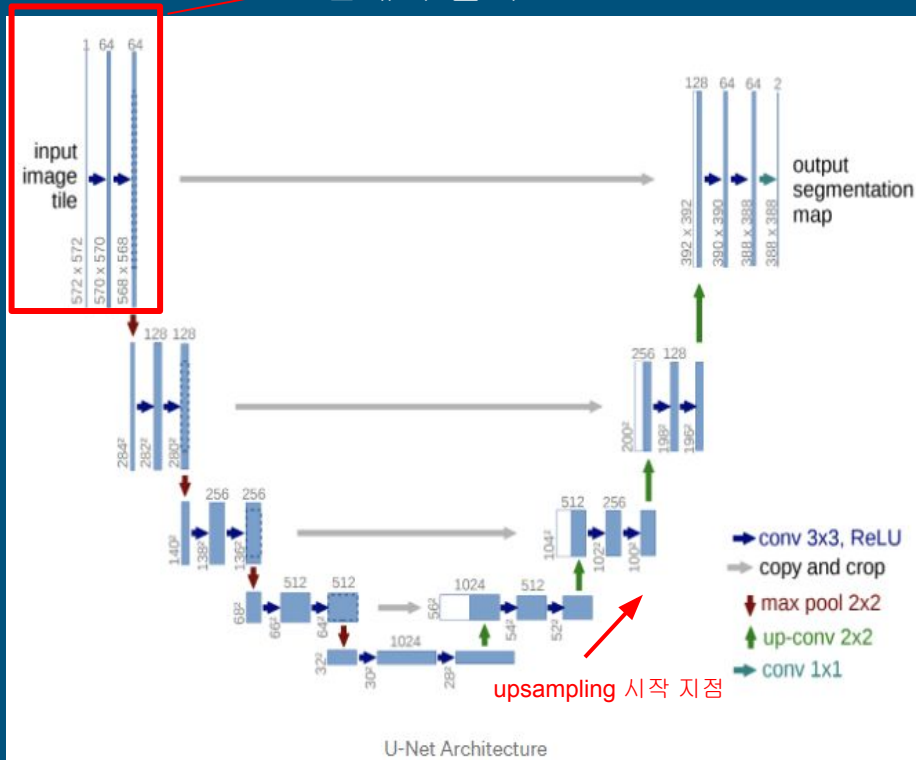 1 64 64
128 64 64 2
input
image
tile
output
segmentation
map
572 x 572
570 x 570
568 x 568
392 x 392
390 x 390
388 x 388
388 x 388
128 128
256 128
284²
282²
280²
200²
198²
196²
256 256
512 256
140²
138²
136²
104²
102²
100²
512 512
1024 512
68²
66²
64²
56²
54²
52²
1024
32²
30²
28²
conv 3x3, ReLU
copy and crop
max pool 2x2
up-conv 2x2
conv 1x1
upsampling 시작 지점
U-Net Architecture